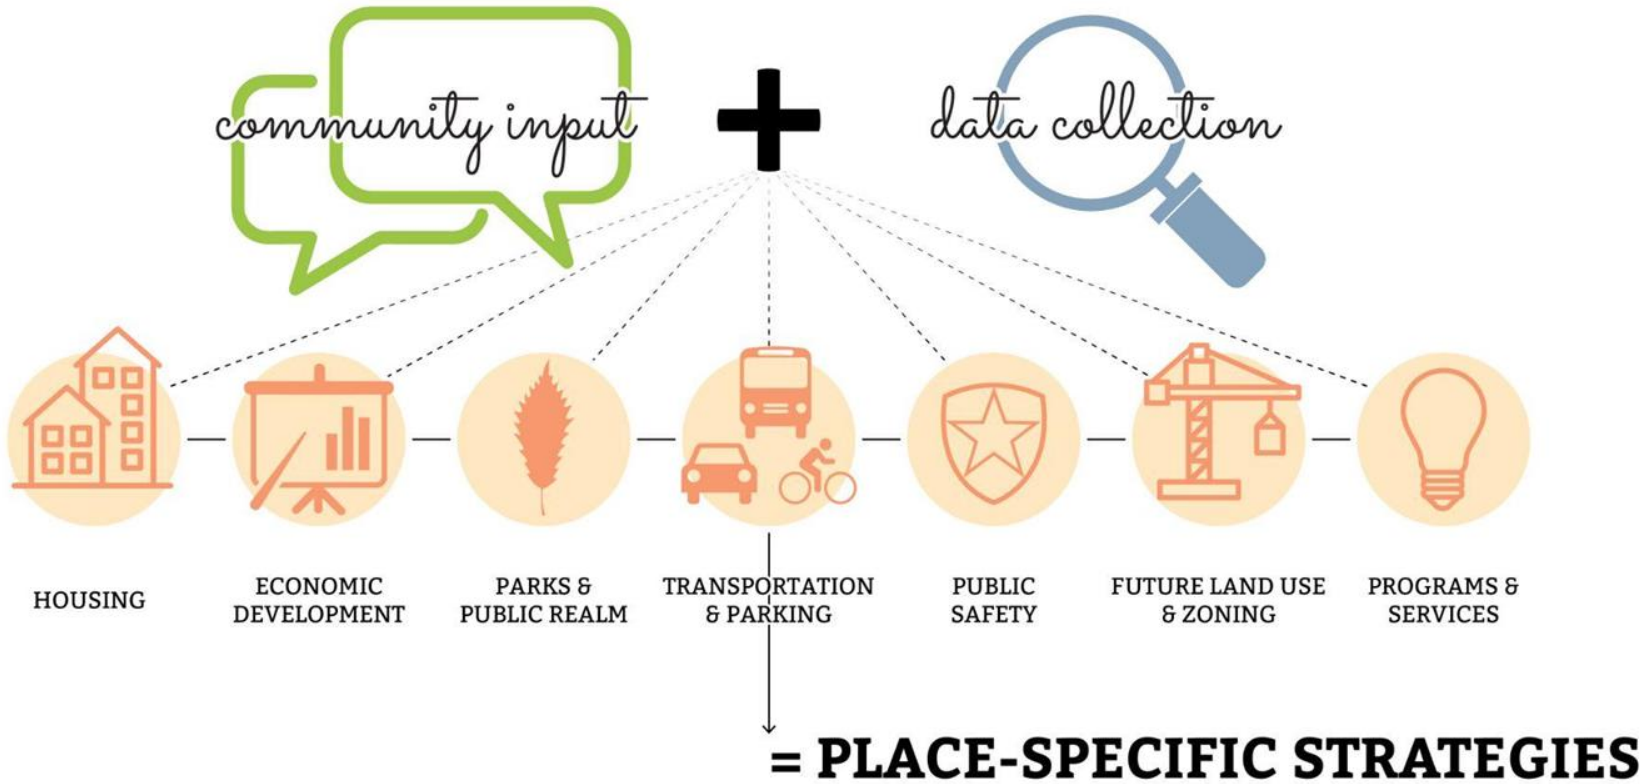 community input
+
data collection
HOUSING
ECONOMIC
DEVELOPMENT
PARKS &
PUBLIC REALM
TRANSPORTATION
& PARKING
PUBLIC
SAFETY
FUTURE LAND USE
& ZONING
PROGRAMS &
SERVICES
= PLACE-SPECIFIC STRATEGIES